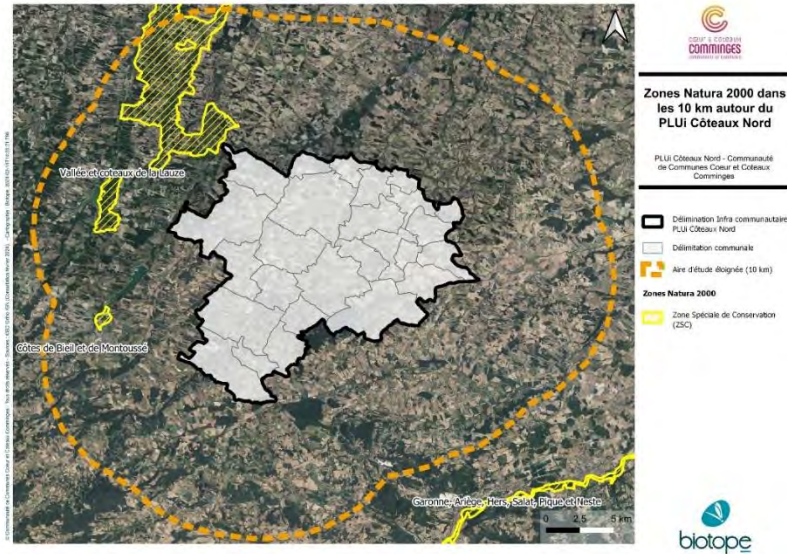 CŒUR & COTEAUX
COMMINGES
Zones Natura 2000 dans
les 10 km autour du
PLUi Côteaux Nord
PLUi Côteaux Nord - Communauté
de Communes Coeur et Coteaux
Comminges
Délimination Infra communautaire
PLUi Côteaux Nord
Délimitation communale
Aire d'étude éloignée (10 km)
Zones Natura 2000
Zone Spéciale de Conservation
(ZSC)
Vallée et coteaux de la Lauze
Côtes de Bieil et de Montoussé
Garonne, Ariège, Hers, Salat, Pique et Neste
0 2,5 5 km
biotope